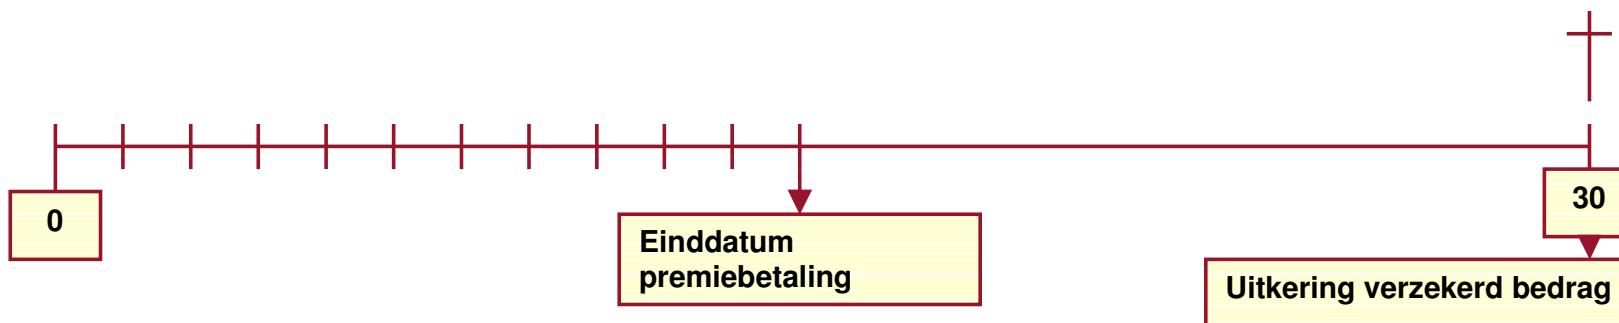 0
30
Einddatum
premiebetaling
Uitkering verzekerd bedrag